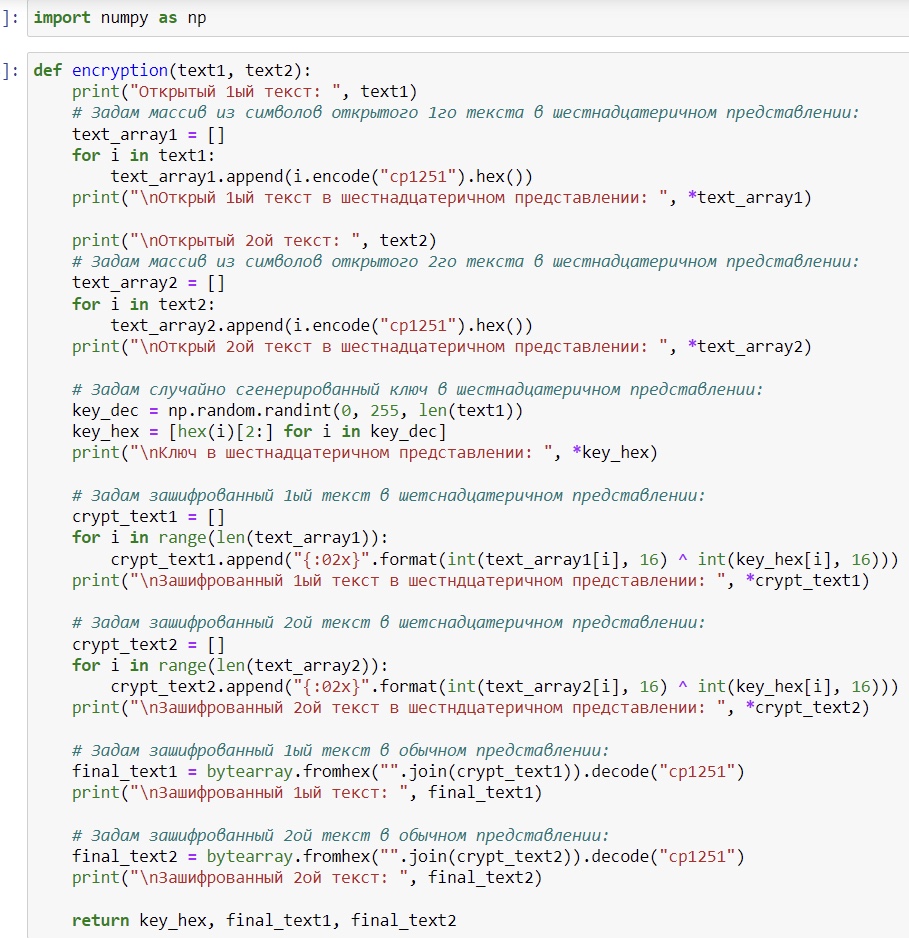 ]: import numpy as np
]: def encryption(text1, text2):
    print("Открытый 1ый текст: ", text1)
    # Задам массив из символов открытого 1го текста в шестнадцатеричном представлении:
    text_array1 = []
    for i in text1:
        text_array1.append(i.encode("cp1251").hex())
    print("\nОткрый 1ый текст в шестнадцатеричном представлении: ", *text_array1)

    print("\nОткрытый 2ой текст: ", text2)
    # Задам массив из символов открытого 2го текста в шестнадцатеричном представлении:
    text_array2 = []
    for i in text2:
        text_array2.append(i.encode("cp1251").hex())
    print("\nОткрый 2ой текст в шестнадцатеричном представлении: ", *text_array2)

    # Задам случайно сгенерированный ключ в шестнадцатеричном представлении:
    key_dec = np.random.randint(0, 255, len(text1))
    key_hex = [hex(i)[2:] for i in key_dec]
    print("\nКлюч в шестнадцатеричном представлении: ", *key_hex)

    # Задам зашифрованный 1ый текст в шетснадцатеричном представлении:
    crypt_text1 = []
    for i in range(len(text_array1)):
        crypt_text1.append("{:02x}".format(int(text_array1[i], 16) ^ int(key_hex[i], 16)))
    print("\nЗашифрованный 1ый текст в шестндцатеричном представлении: ", *crypt_text1)

    # Задам зашифрованный 2ой текст в шетснадцатеричном представлении:
    crypt_text2 = []
    for i in range(len(text_array2)):
        crypt_text2.append("{:02x}".format(int(text_array2[i], 16) ^ int(key_hex[i], 16)))
    print("\nЗашифрованный 2ой текст в шестндцатеричном представлении: ", *crypt_text2)

    # Задам зашифрованный 1ый текст в обычном представлении:
    final_text1 = bytearray.fromhex("".join(crypt_text1)).decode("cp1251")
    print("\nЗашифрованный 1ый текст: ", final_text1)

    # Задам зашифрованный 2ой текст в обычном представлении:
    final_text2 = bytearray.fromhex("".join(crypt_text2)).decode("cp1251")
    print("\nЗашифрованный 2ой текст: ", final_text2)

    return key_hex, final_text1, final_text2